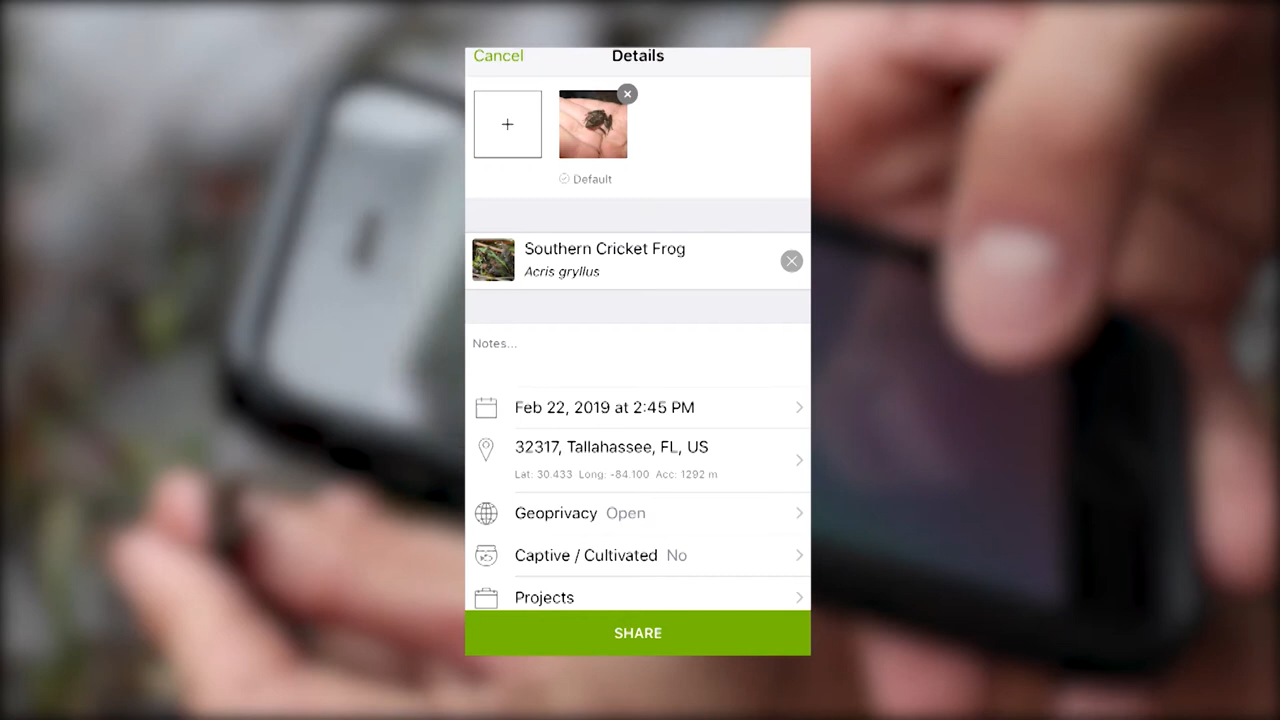 Cancel Details
Default
Southern Cricket Frog
Acris gryllus
Notes...
Feb 22, 2019 at 2:45 PM
32317, Tallahassee, FL, US
Lat: 30.433 Long: -84.100 Acc: 1292 m
Geoprivacy Open
Captive / Cultivated No
Projects
SHARE